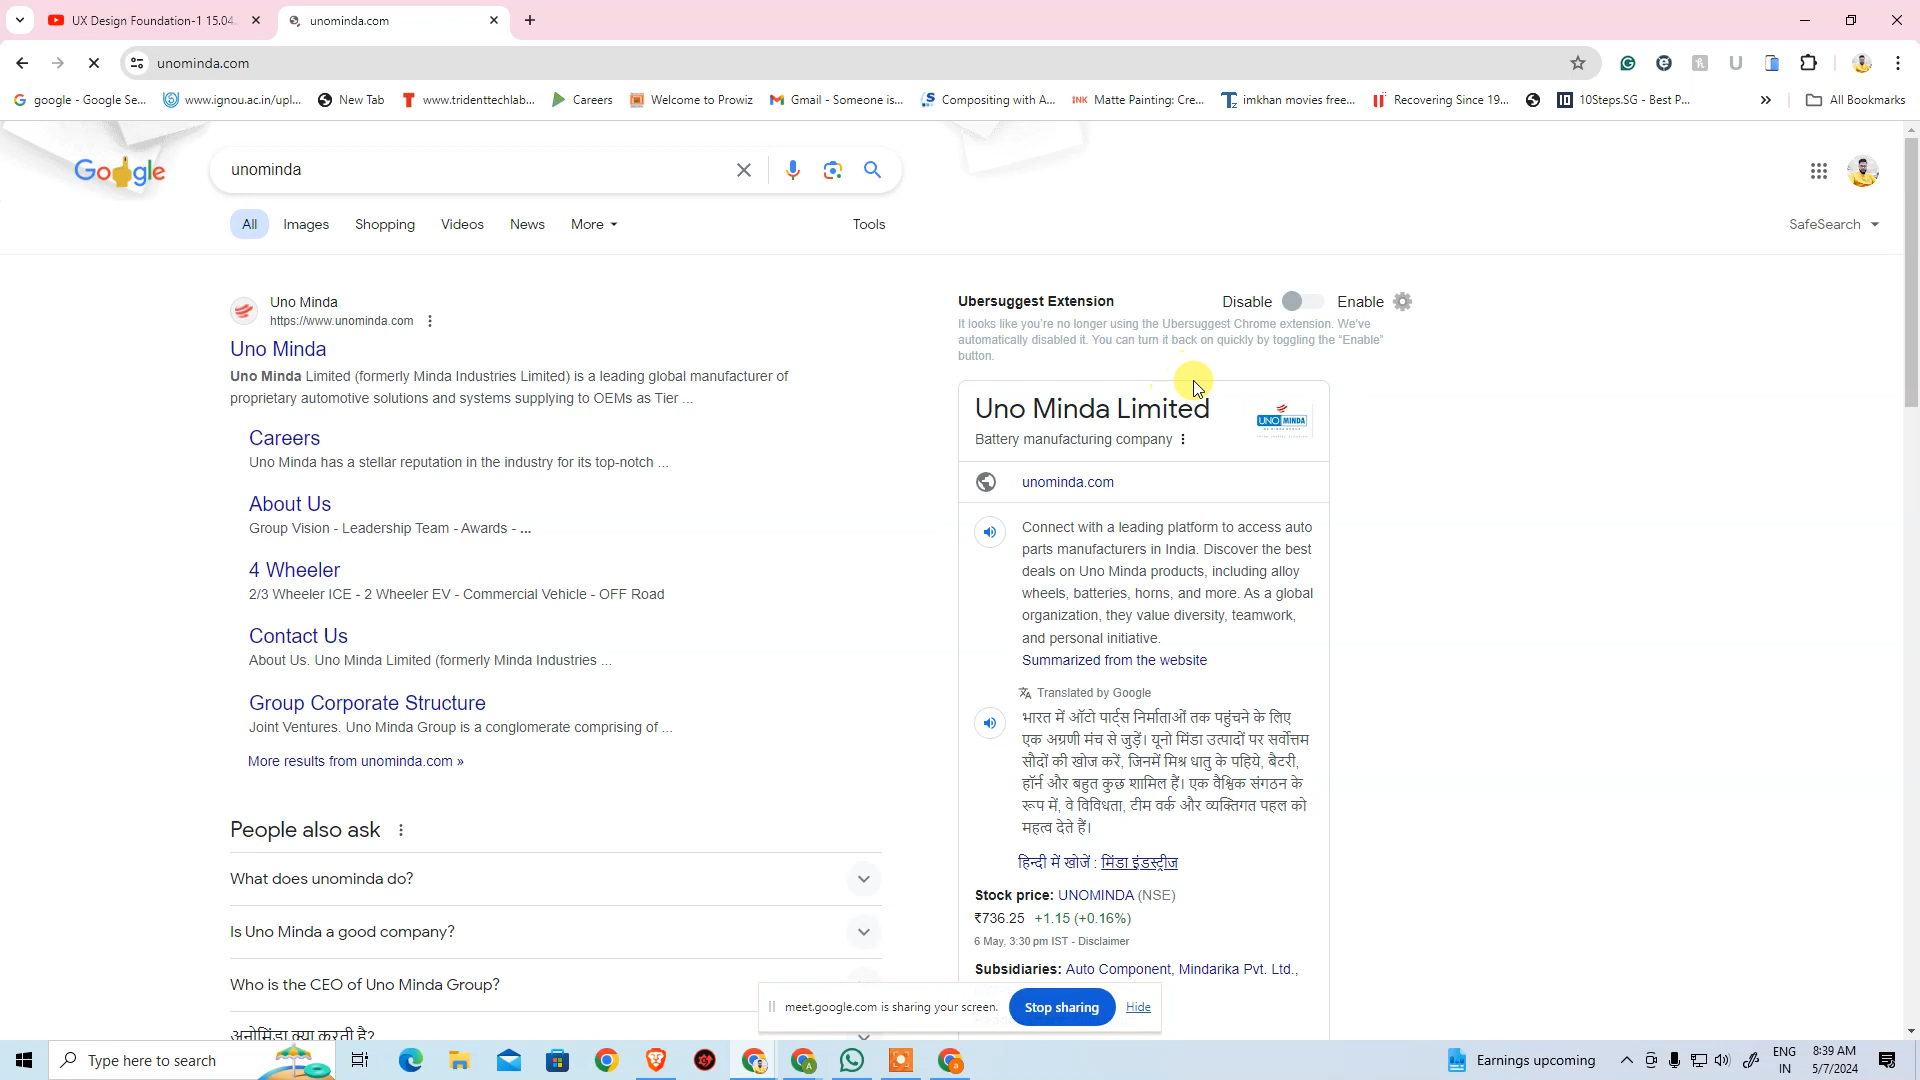 UX Design Foundation-1 15.04.
unominda.com
unominda.com
google - Google Se...
www.ignou.ac.in/upl...
New Tab
www.tridenttechlab...
Careers
Welcome to Prowiz
Gmail - Someone is...
Compositing with A...
INK Matte Painting: Cre...
imkhan movies free...
Recovering Since 19...
10Steps.SG - Best P...
All Bookmarks
Google
unominda
All Images Shopping Videos News More Tools SafeSearch
Uno Minda
https://www.unominda.com
Uno Minda
Uno Minda Limited (formerly Minda Industries Limited) is a leading global manufacturer of
proprietary automotive solutions and systems supplying to OEMs as Tier ...
Careers
Uno Minda has a stellar reputation in the industry for its top-notch ...
About Us
Group Vision - Leadership Team - Awards - ...
4 Wheeler
2/3 Wheeler ICE - 2 Wheeler EV - Commercial Vehicle - OFF Road
Contact Us
About Us. Uno Minda Limited (formerly Minda Industries ...
Group Corporate Structure
Joint Ventures. Uno Minda Group is a conglomerate comprising of ...
More results from unominda.com »
People also ask
What does unominda do?
Is Uno Minda a good company?
Who is the CEO of Uno Minda Group?
अनोमिंडा क्या करती है?
Ubersuggest Extension Disable Enable
It looks like you're no longer using the Ubersuggest Chrome extension. We've
automatically disabled it. You can turn it back on quickly by toggling the "Enable"
button.
Uno Minda Limited
Battery manufacturing company
UNO MINDA
unominda.com
Connect with a leading platform to access auto
parts manufacturers in India. Discover the best
deals on Uno Minda products, including alloy
wheels, batteries, horns, and more. As a global
organization, they value diversity, teamwork,
and personal initiative.
Summarized from the website
Translated by Google
भारत में ऑटो पार्ट्स निर्माताओं तक पहुंचने के लिए
एक अग्रणी मंच से जुड़ें। यूनो मिंडा उत्पादों पर सर्वोत्तम
सौदों की खोज करें, जिनमें मिश्र धातु के पहिये, बैटरी,
हॉर्न और बहुत कुछ शामिल हैं। एक वैश्विक संगठन के
रूप में, वे विविधता, टीम वर्क और व्यक्तिगत पहल को
महत्व देते हैं।
हिन्दी में खोजें : मिंडा इंडस्ट्रीज
Stock price: UNOMINDA (NSE)
₹736.25 +1.15 (+0.16%)
6 May, 3:30 pm IST - Disclaimer
Subsidiaries: Auto Component, Mindarika Pvt. Ltd.,
meet.google.com is sharing your screen. Stop sharing Hide
Type here to search
Earnings upcoming
ENG
IN
8:39 AM
5/7/2024